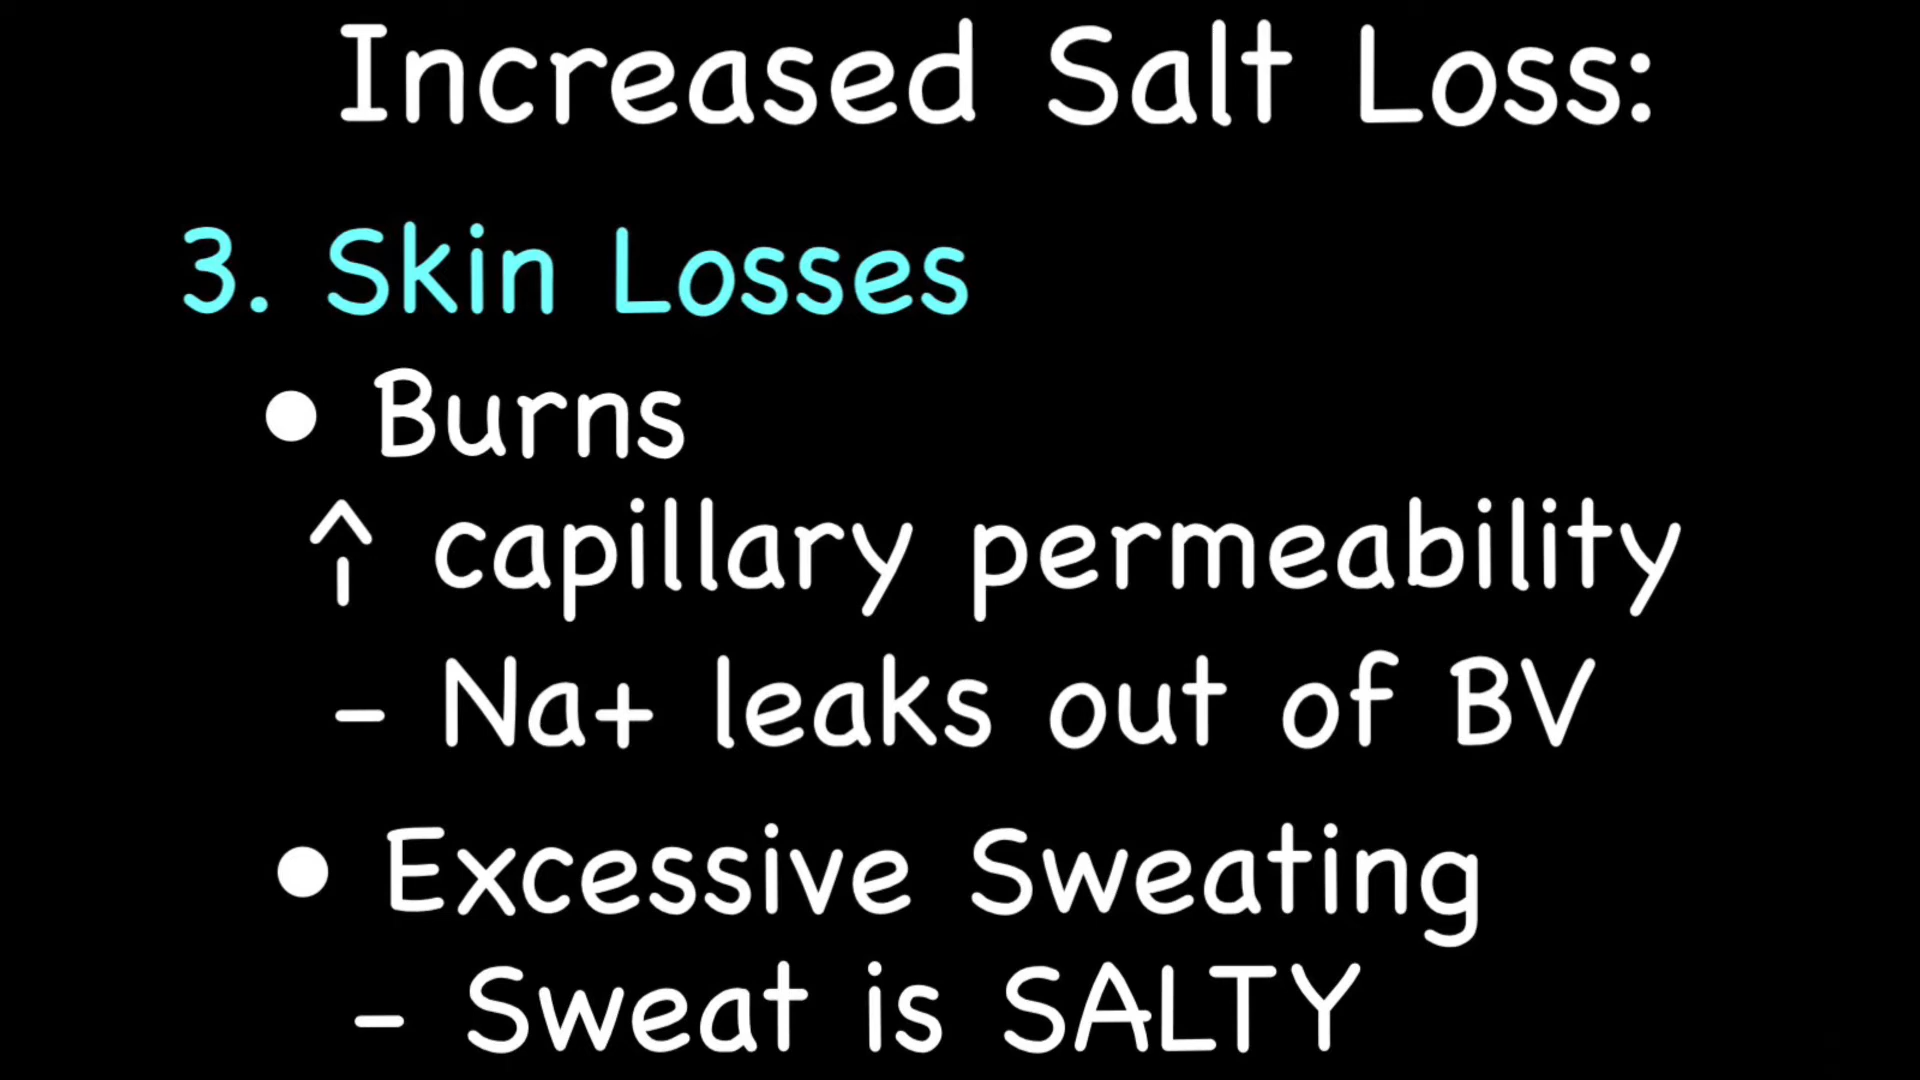 Increased Salt Loss:
3. Skin Losses
• Burns
↑ capillary permeability
- Na+ leaks out of BV
• Excessive Sweating
- Sweat is SALTY